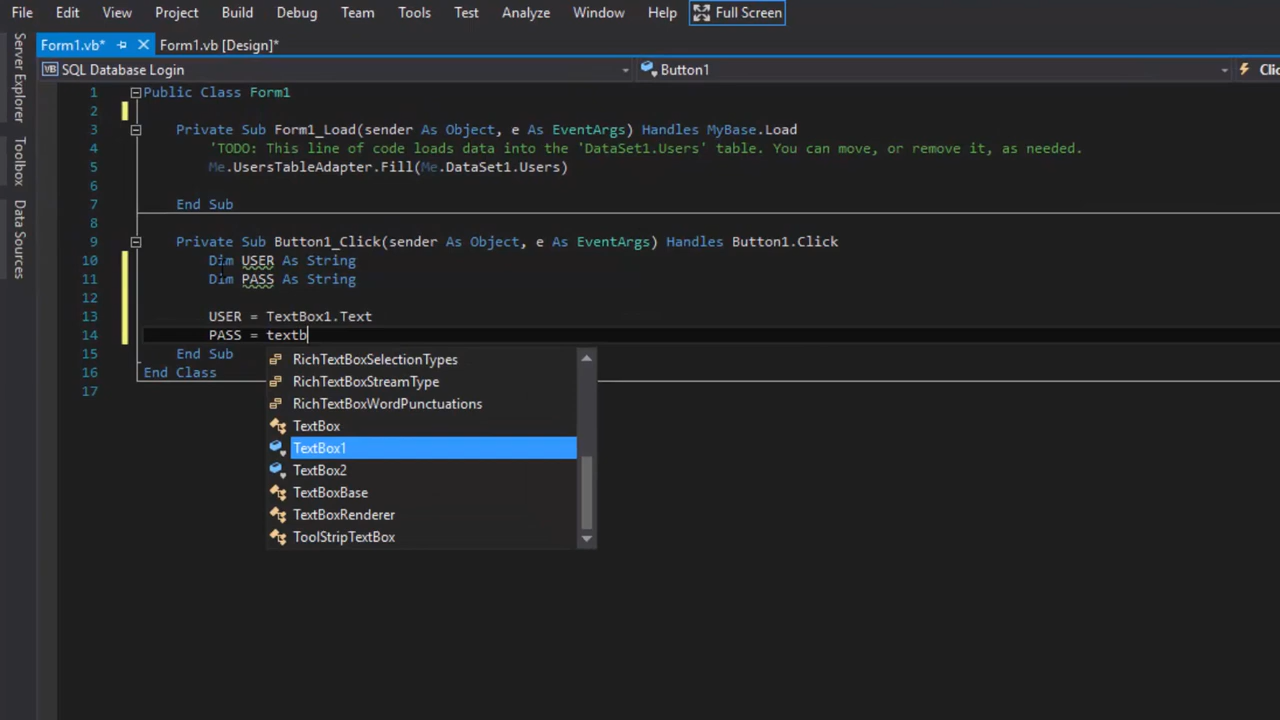 File Edit View Project Build Debug Team Tools Test Analyze Window Help Full Screen
Form1.vb* Form1.vb [Design]*
VB SQL Database Login Button1 Clic
Server Explorer
Toolbox
Data Sources
1 Public Class Form1
2
3 Private Sub Form1_Load(sender As Object, e As EventArgs) Handles MyBase.Load
4 'TODO: This line of code loads data into the 'DataSet1.Users' table. You can move, or remove it, as needed.
5 Me.UsersTableAdapter.Fill(Me.DataSet1.Users)
6
7 End Sub
8
9 Private Sub Button1_Click(sender As Object, e As EventArgs) Handles Button1.Click
10 Dim USER As String
11 Dim PASS As String
12
13 USER = TextBox1.Text
14 PASS = textb
15 End Sub
16 End Class
17
RichTextBoxSelectionTypes
RichTextBoxStreamType
RichTextBoxWordPunctuations
TextBox
TextBox1
TextBox2
TextBoxBase
TextBoxRenderer
ToolStripTextBox